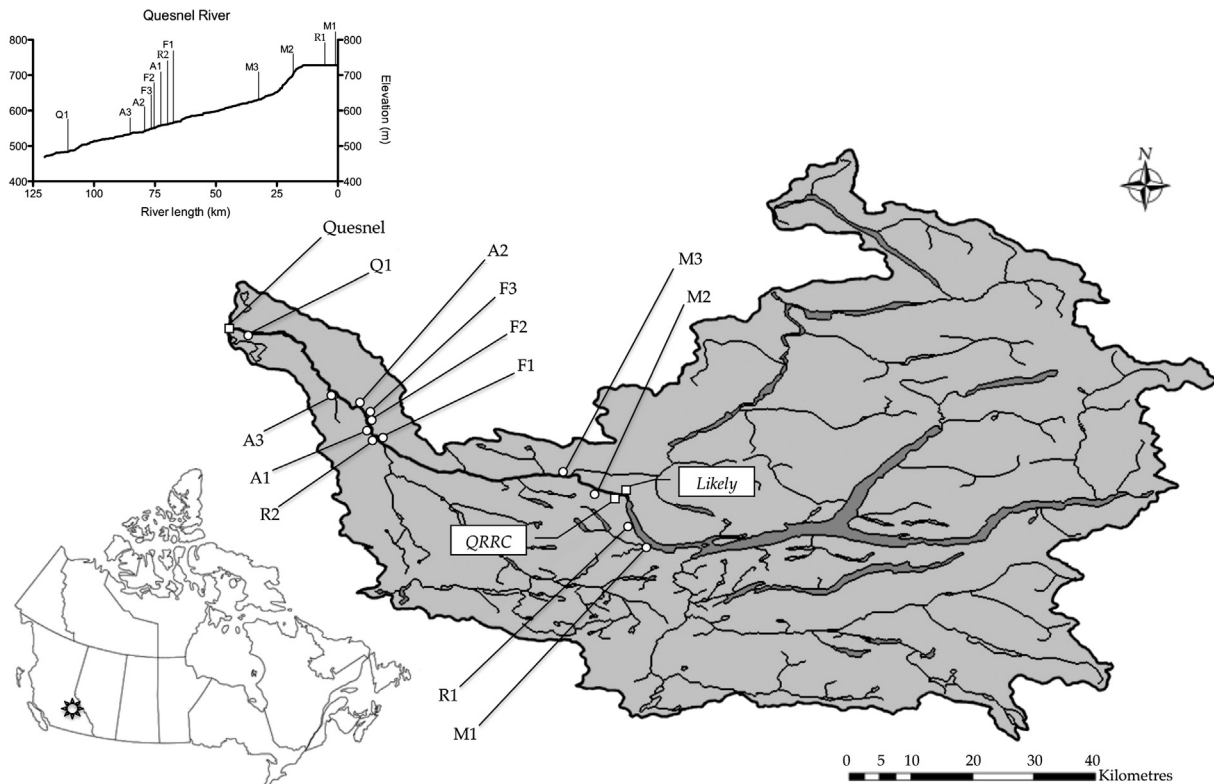 Quesnel River
800
700
600
500
400
Q1
A3
A2
F3
F2
A1
R2
F1
M3
M2
R1
M1
800
700
600
500
400
Elevation (m)
125
100
75
50
25
0
River length (km)
N
Quesnel
Q1
A2
F3
F2
F1
M3
M2
A3
A1
R2
Likely
QRRC
R1
M1
0
5
10
20
30
40
Kilometres